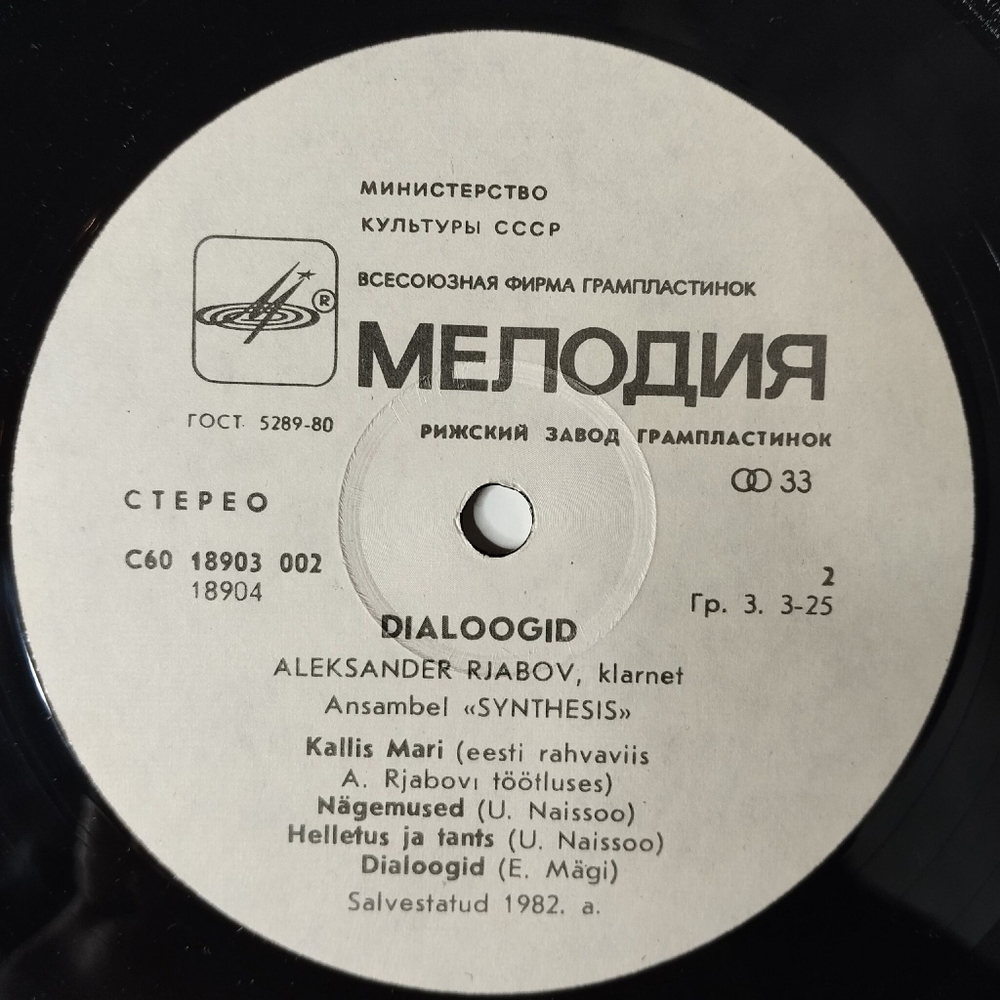 МИНИСТЕРСТВО
КУЛЬТУРЫ СССР
ВСЕСОЮЗНАЯ ФИРМА ГРАМПЛАСТИНОК
®
МЕЛОДИЯ
ГОСТ 5289-80
РИЖСКИЙ ЗАВОД ГРАМПЛАСТИНОК
33
СТЕРЕО
С60 18903 002
18904
2
Гр. 3. 3-25
DIALOOGID
ALEKSANDER RJABOV, klarnet
Ansambel «SYNTHESIS»
Kallis Mari (eesti rahvaviis
A. Rjabovi töötluses)
Nägemused (U. Naissoo)
Helletus ja tants (U. Naissoo)
Dialoogid (E. Mägi)
Salvestatud 1982. a.